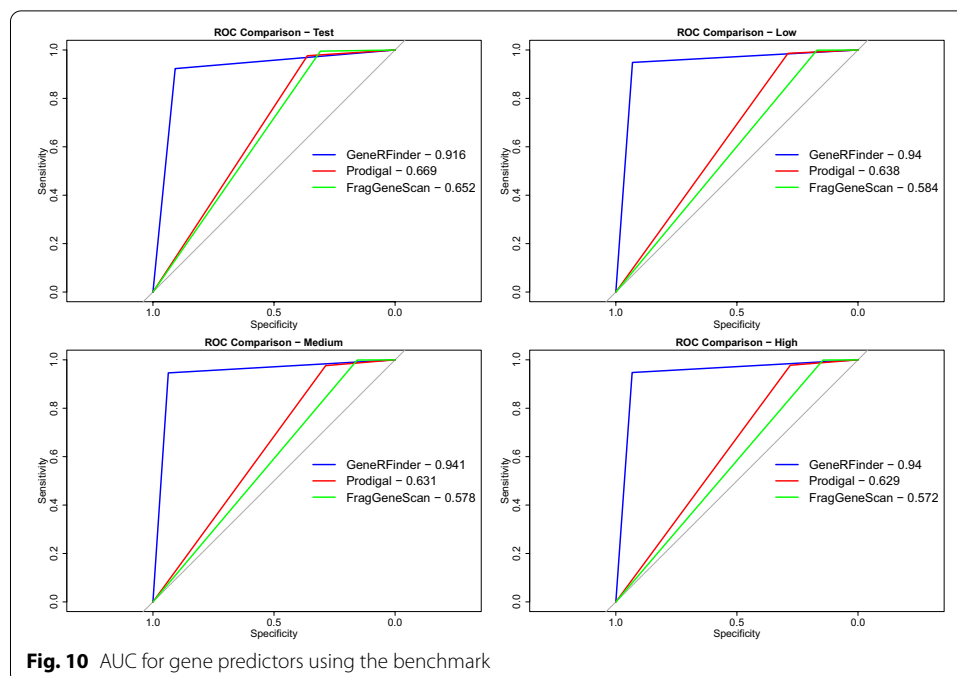 ROC Comparison − Test
1.0
0.8
0.6
0.4
0.2
0.0
Sensitivity
GeneRFinder − 0.916
Prodigal − 0.669
FragGeneScan − 0.652
1.0
0.5
0.0
Specificity
ROC Comparison − Low
1.0
0.8
0.6
0.4
0.2
0.0
Sensitivity
GeneRFinder − 0.94
Prodigal − 0.638
FragGeneScan − 0.584
1.0
0.5
0.0
Specificity
ROC Comparison − Medium
1.0
0.8
0.6
0.4
0.2
0.0
Sensitivity
GeneRFinder − 0.941
Prodigal − 0.631
FragGeneScan − 0.578
1.0
0.5
0.0
Specificity
ROC Comparison − High
1.0
0.8
0.6
0.4
0.2
0.0
Sensitivity
GeneRFinder − 0.94
Prodigal − 0.629
FragGeneScan − 0.572
1.0
0.5
0.0
Specificity
Fig. 10 AUC for gene predictors using the benchmark